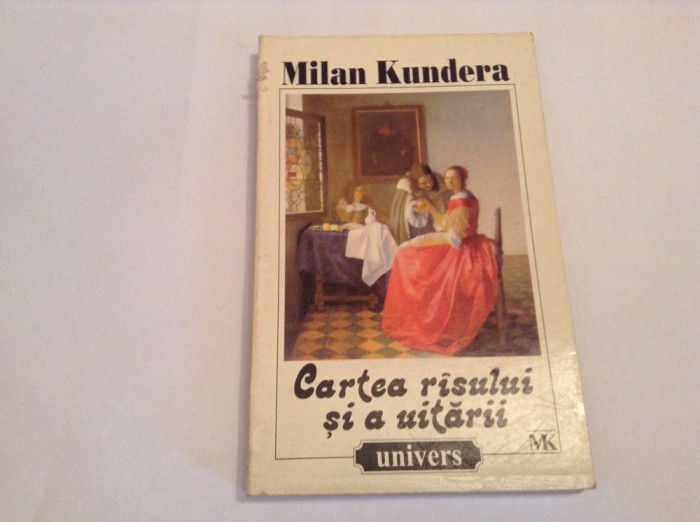 Milan Kundera
Cartea rîsului
și a uitării
MK
univers